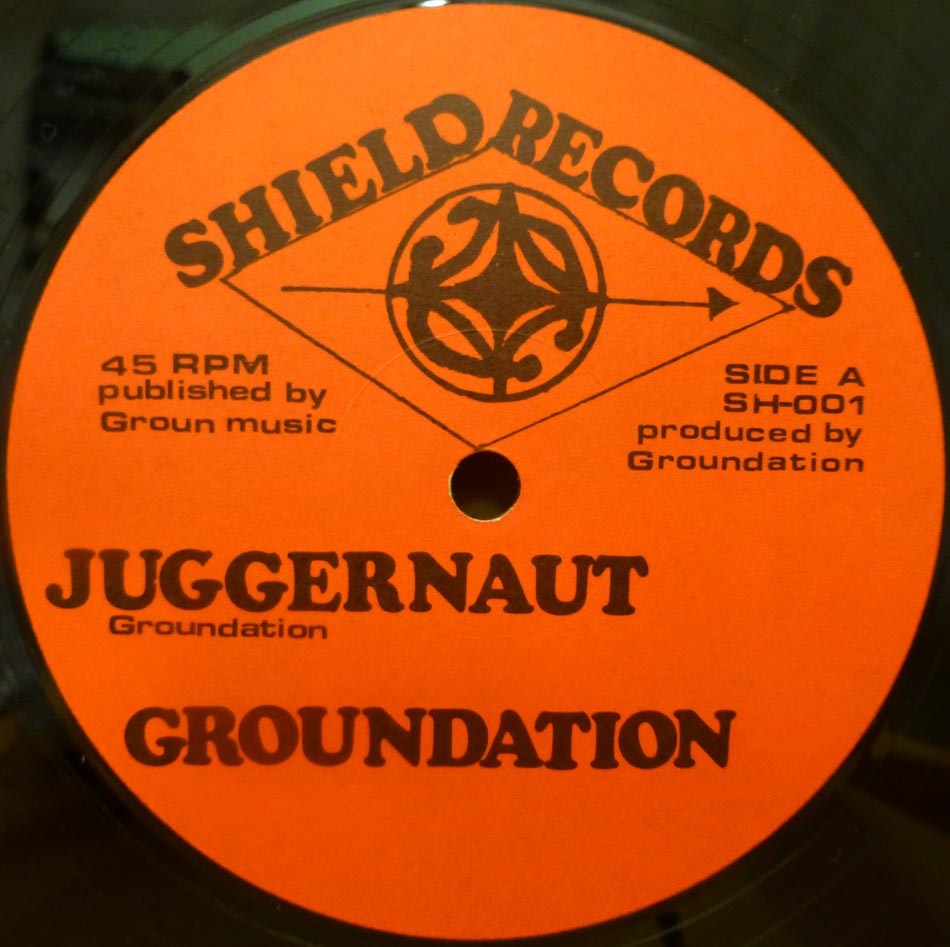 SHIELD RECORDS
45 RPM
published by
Groun music
SIDE A
SH-001
produced by
Groundation
JUGGERNAUT
Groundation
GROUNDATION